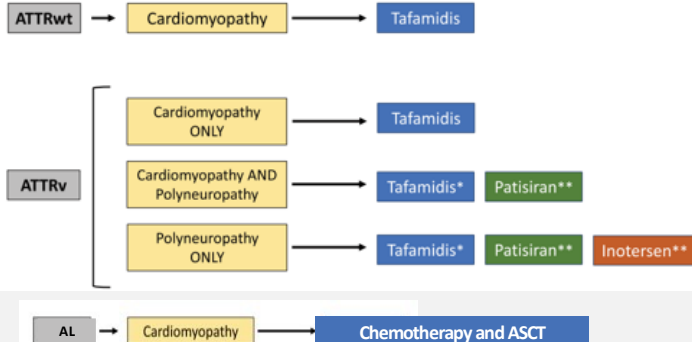 ATTRwt Cardiomyopathy Tafamidis
Cardiomyopathy
ONLY
Tafamidis
ATTRv
Cardiomyopathy AND
Polyneuropathy
Tafamidis* Patisiran**
Polyneuropathy
ONLY
Tafamidis* Patisiran** Inotersen**
AL Cardiomyopathy Chemotherapy and ASCT